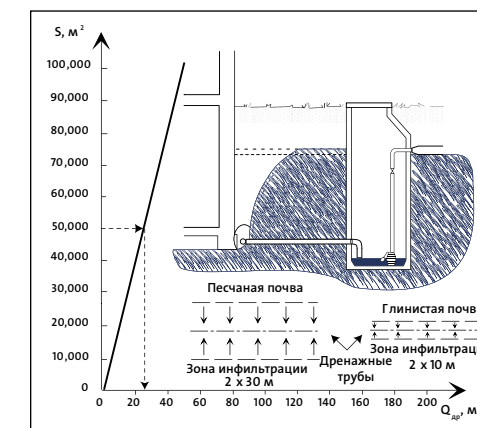 S, м²
100,000
90,000
80,000
70,000
60,000
50,000
40,000
30,000
20,000
10,000
0
Песчаная почва
Глинистая почв
Зона инфильтрации
2 x 30 м
Дренажные
трубы
Зона инфильтрац
2 x 10 м
0 20 40 60 80 100 120 140 160 180 200
Qдр, м